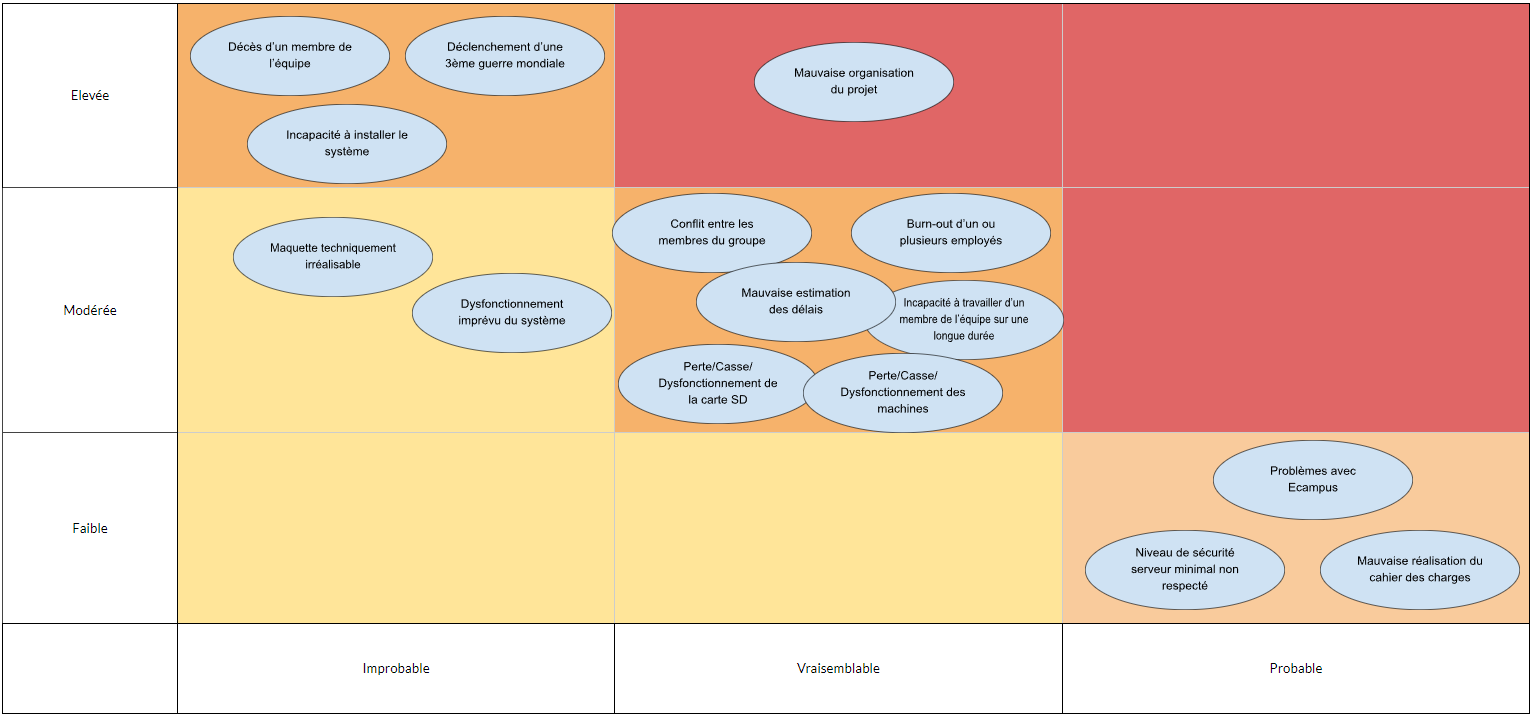 Elevée
Décès d'un membre de
l'équipe
Déclenchement d'une
3ème guerre mondiale
Incapacité à installer le
système
Mauvaise organisation
du projet
Modérée
Maquette techniquement
irréalisable
Dysfonctionnement
imprévu du système
Conflit entre les
membres du groupe
Burn-out d'un ou
plusieurs employés
Mauvaise estimation
des délais
Incapacité à travailler d'un
membre de l'équipe sur une
longue durée
Perte/Casse/
Dysfonctionnement de
la carte SD
Perte/Casse/
Dysfonctionnement des
machines
Faible
Problèmes avec
Ecampus
Niveau de sécurité
serveur minimal non
respecté
Mauvaise réalisation du
cahier des charges
Improbable
Vraisemblable
Probable